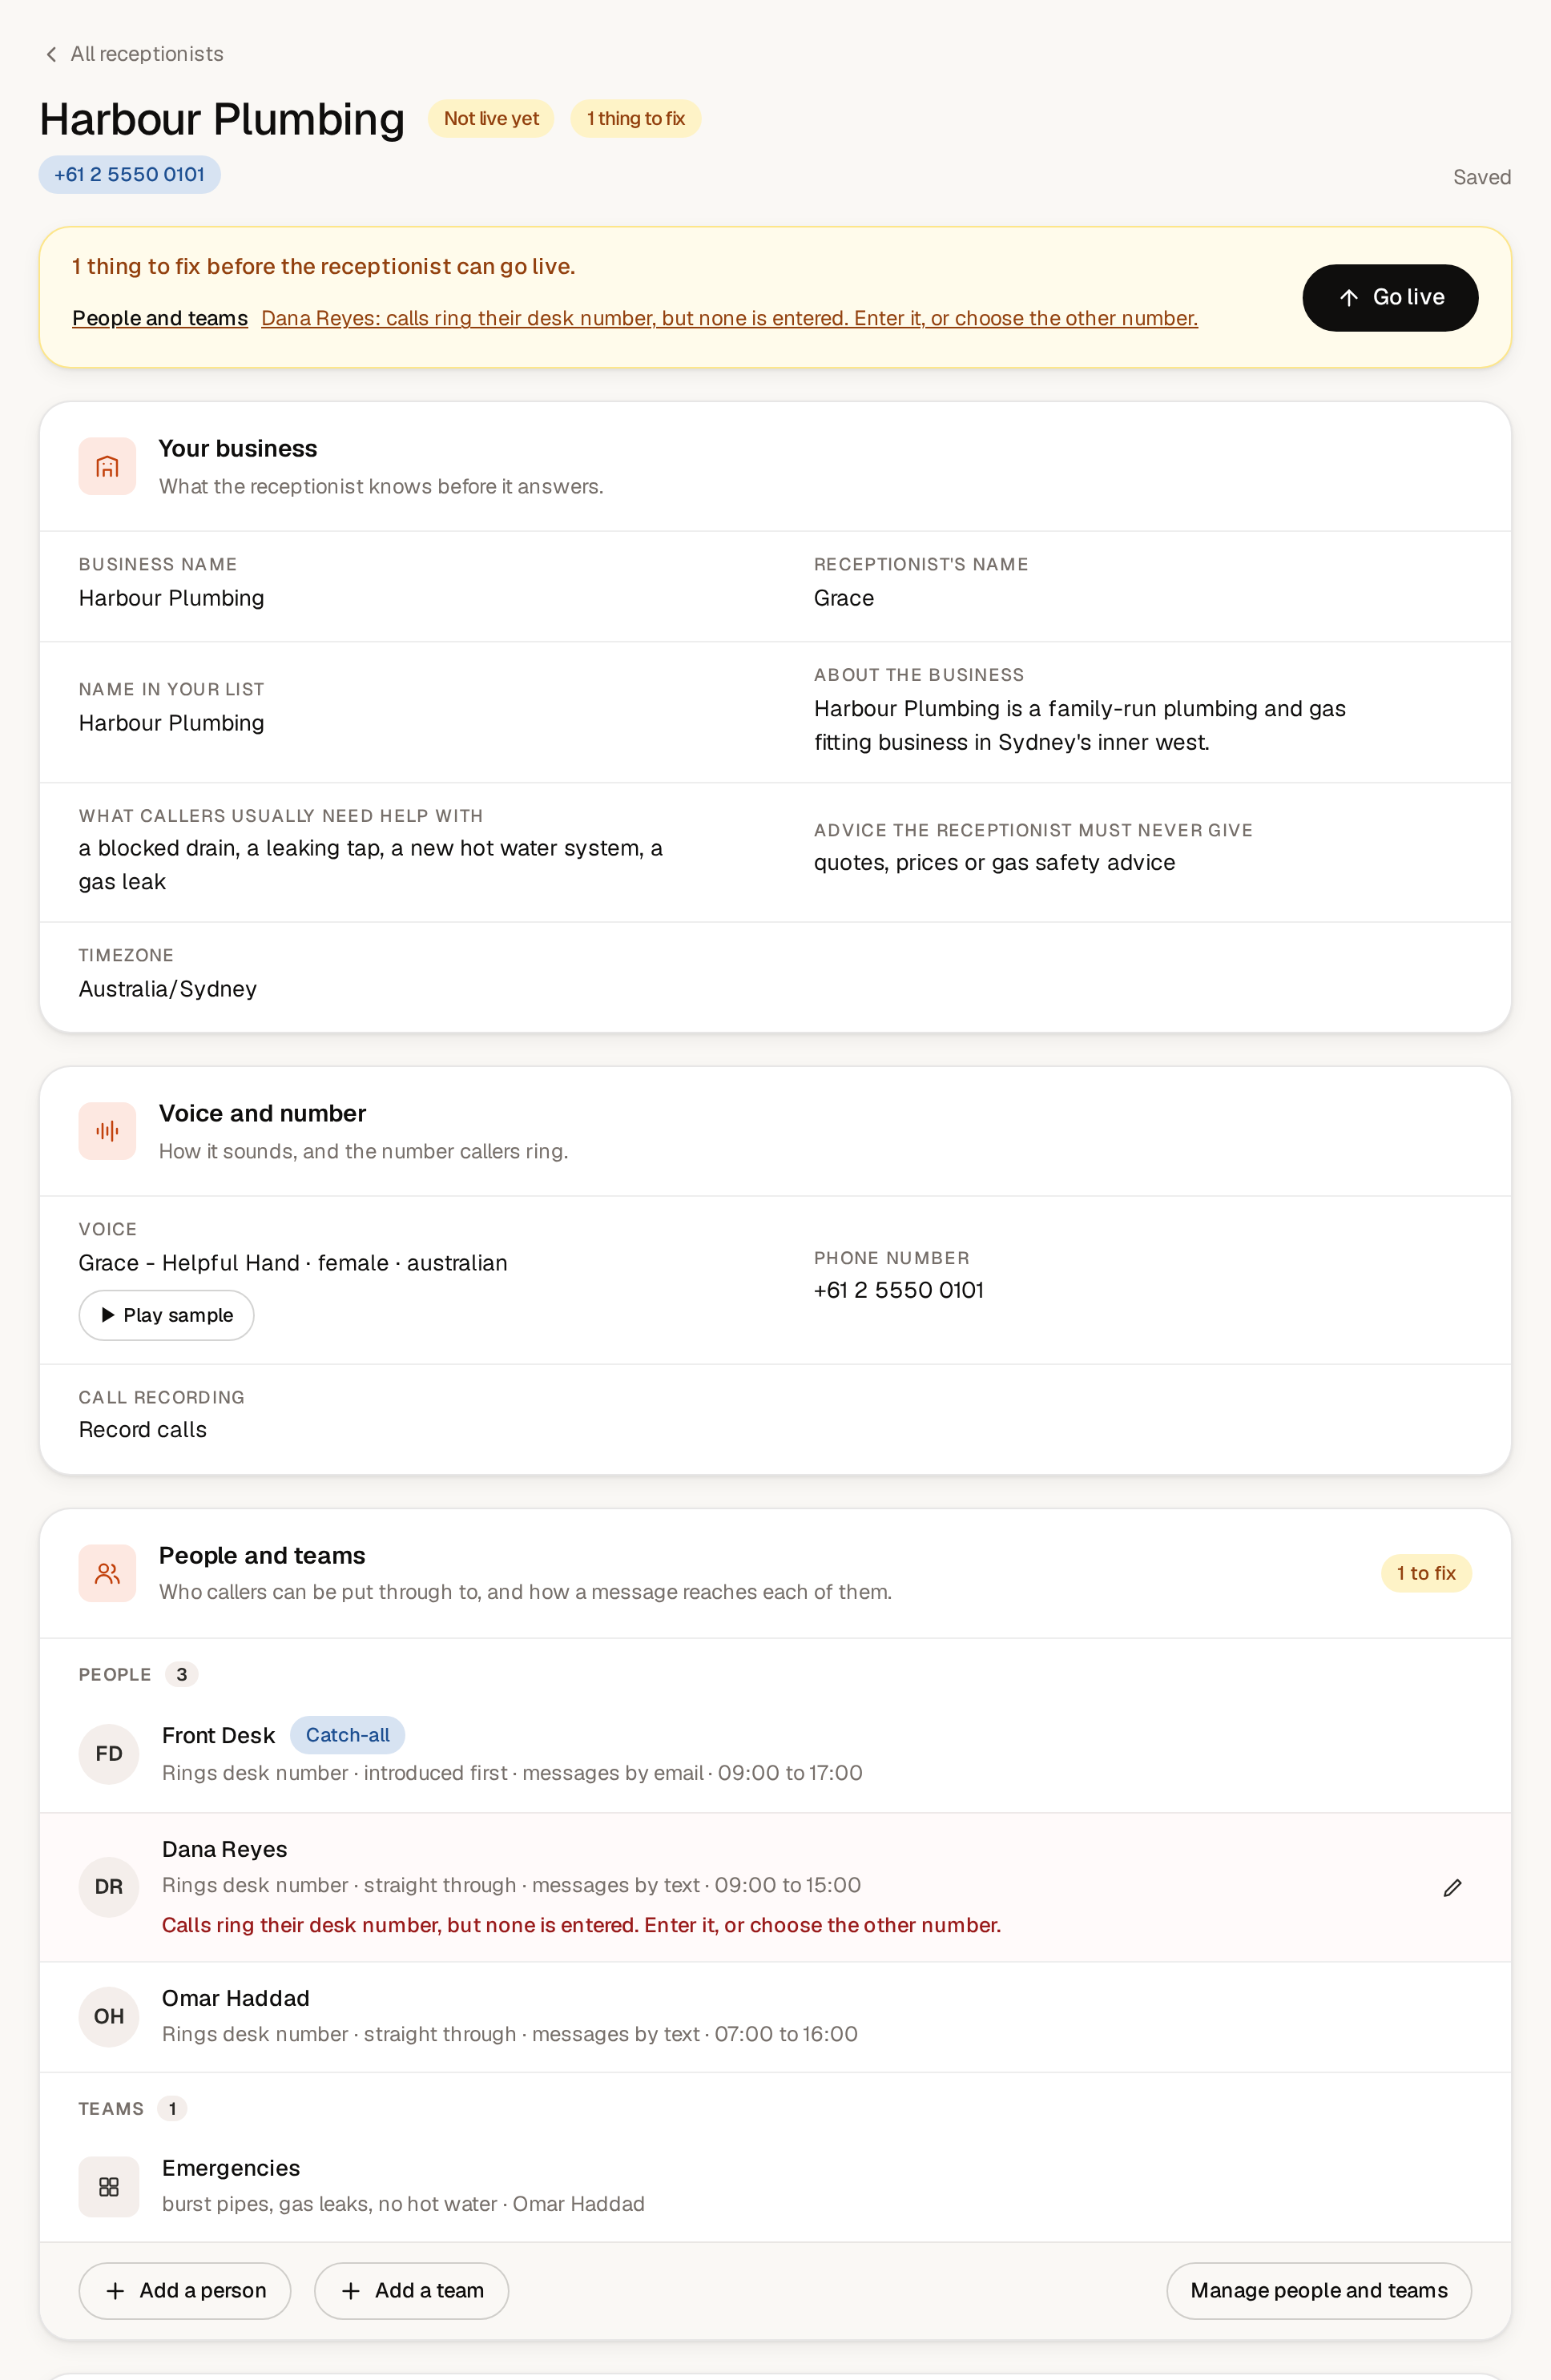 All receptionists
Harbour Plumbing
Not live yet
1 thing to fix
+61 2 5550 0101
Saved
1 thing to fix before the receptionist can go live.
People and teams Dana Reyes: calls ring their desk number, but none is entered. Enter it, or choose the other number.
Go live
Your business
What the receptionist knows before it answers.
BUSINESS NAME
Harbour Plumbing
RECEPTIONIST'S NAME
Grace
NAME IN YOUR LIST
Harbour Plumbing
ABOUT THE BUSINESS
Harbour Plumbing is a family-run plumbing and gas
fitting business in Sydney's inner west.
WHAT CALLERS USUALLY NEED HELP WITH
a blocked drain, a leaking tap, a new hot water system, a
gas leak
ADVICE THE RECEPTIONIST MUST NEVER GIVE
quotes, prices or gas safety advice
TIMEZONE
Australia/Sydney
Voice and number
How it sounds, and the number callers ring.
VOICE
Grace - Helpful Hand · female · australian
Play sample
PHONE NUMBER
+61 2 5550 0101
CALL RECORDING
Record calls
People and teams
Who callers can be put through to, and how a message reaches each of them.
1 to fix
PEOPLE 3
FD
Front Desk
Catch-all
Rings desk number · introduced first · messages by email · 09:00 to 17:00
DR
Dana Reyes
Rings desk number · straight through · messages by text · 09:00 to 15:00
Calls ring their desk number, but none is entered. Enter it, or choose the other number.
OH
Omar Haddad
Rings desk number · straight through · messages by text · 07:00 to 16:00
TEAMS 1
Emergencies
burst pipes, gas leaks, no hot water · Omar Haddad
Add a person
Add a team
Manage people and teams